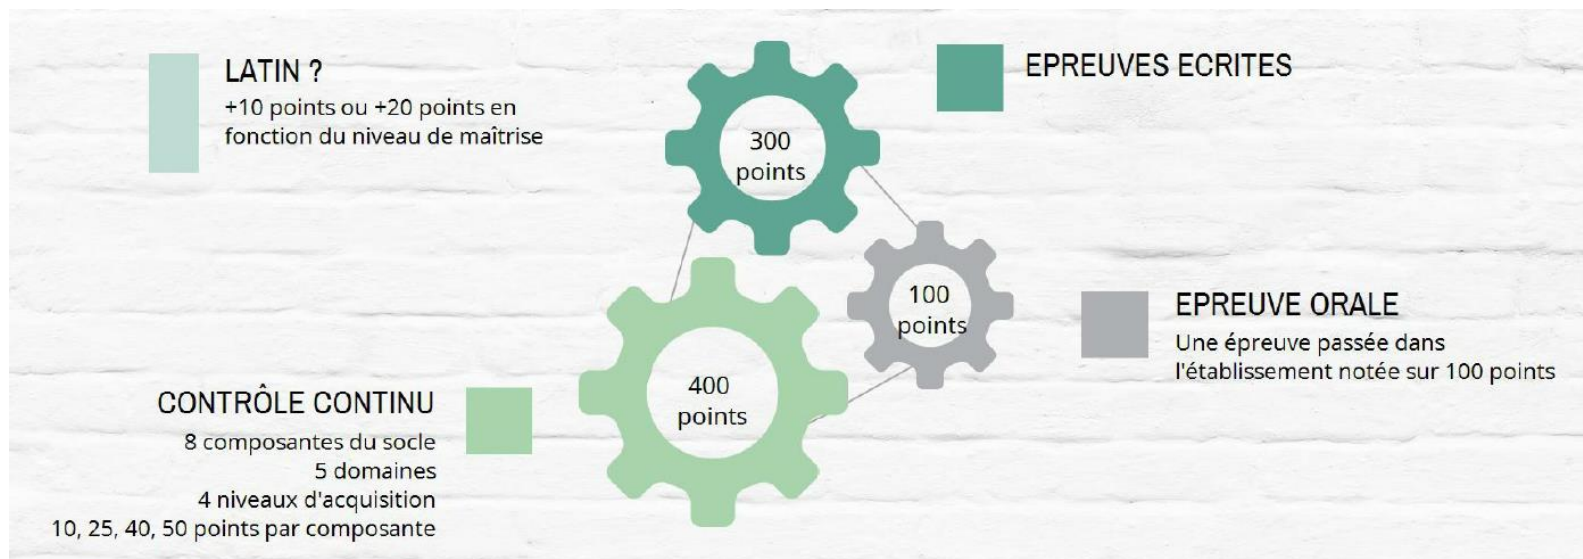 LATIN ?
+10 points ou +20 points en
fonction du niveau de maîtrise
300
points
EPREUVES ECRITES
100
points
EPREUVE ORALE
Une épreuve passée dans
l'établissement notée sur 100 points
400
points
CONTRÔLE CONTINU
8 composantes du socle
5 domaines
4 niveaux d'acquisition
10, 25, 40, 50 points par composante